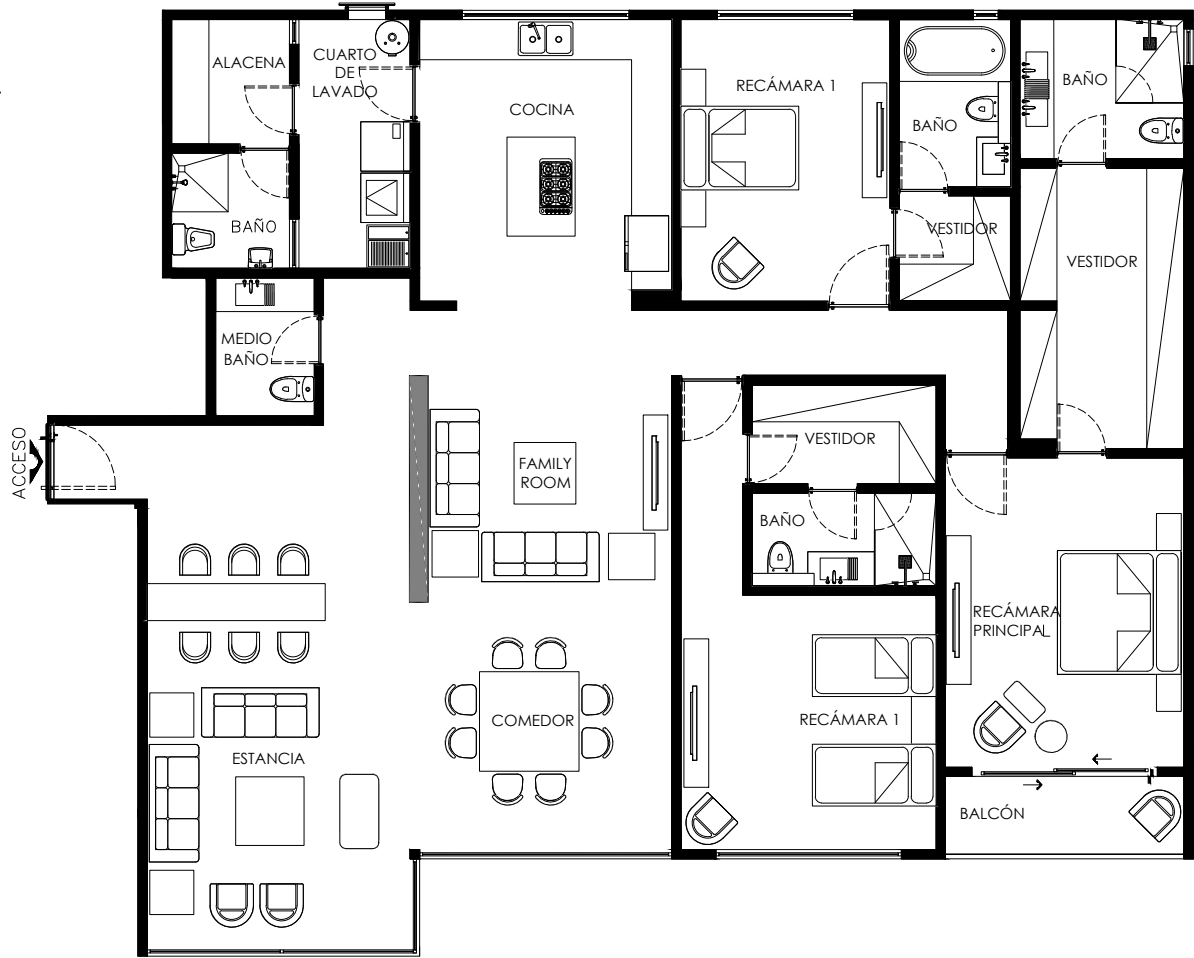 ALACENA
CUARTO
DE
LAVADO
COCINA
RECÁMARA 1
BAÑO
BAÑO
BAÑO
VESTIDOR
VESTIDOR
MEDIO
BAÑO
ACCESO
FAMILY
ROOM
VESTIDOR
BAÑO
RECÁMARA
PRINCIPAL
COMEDOR
RECÁMARA 1
ESTANCIA
BALCÓN